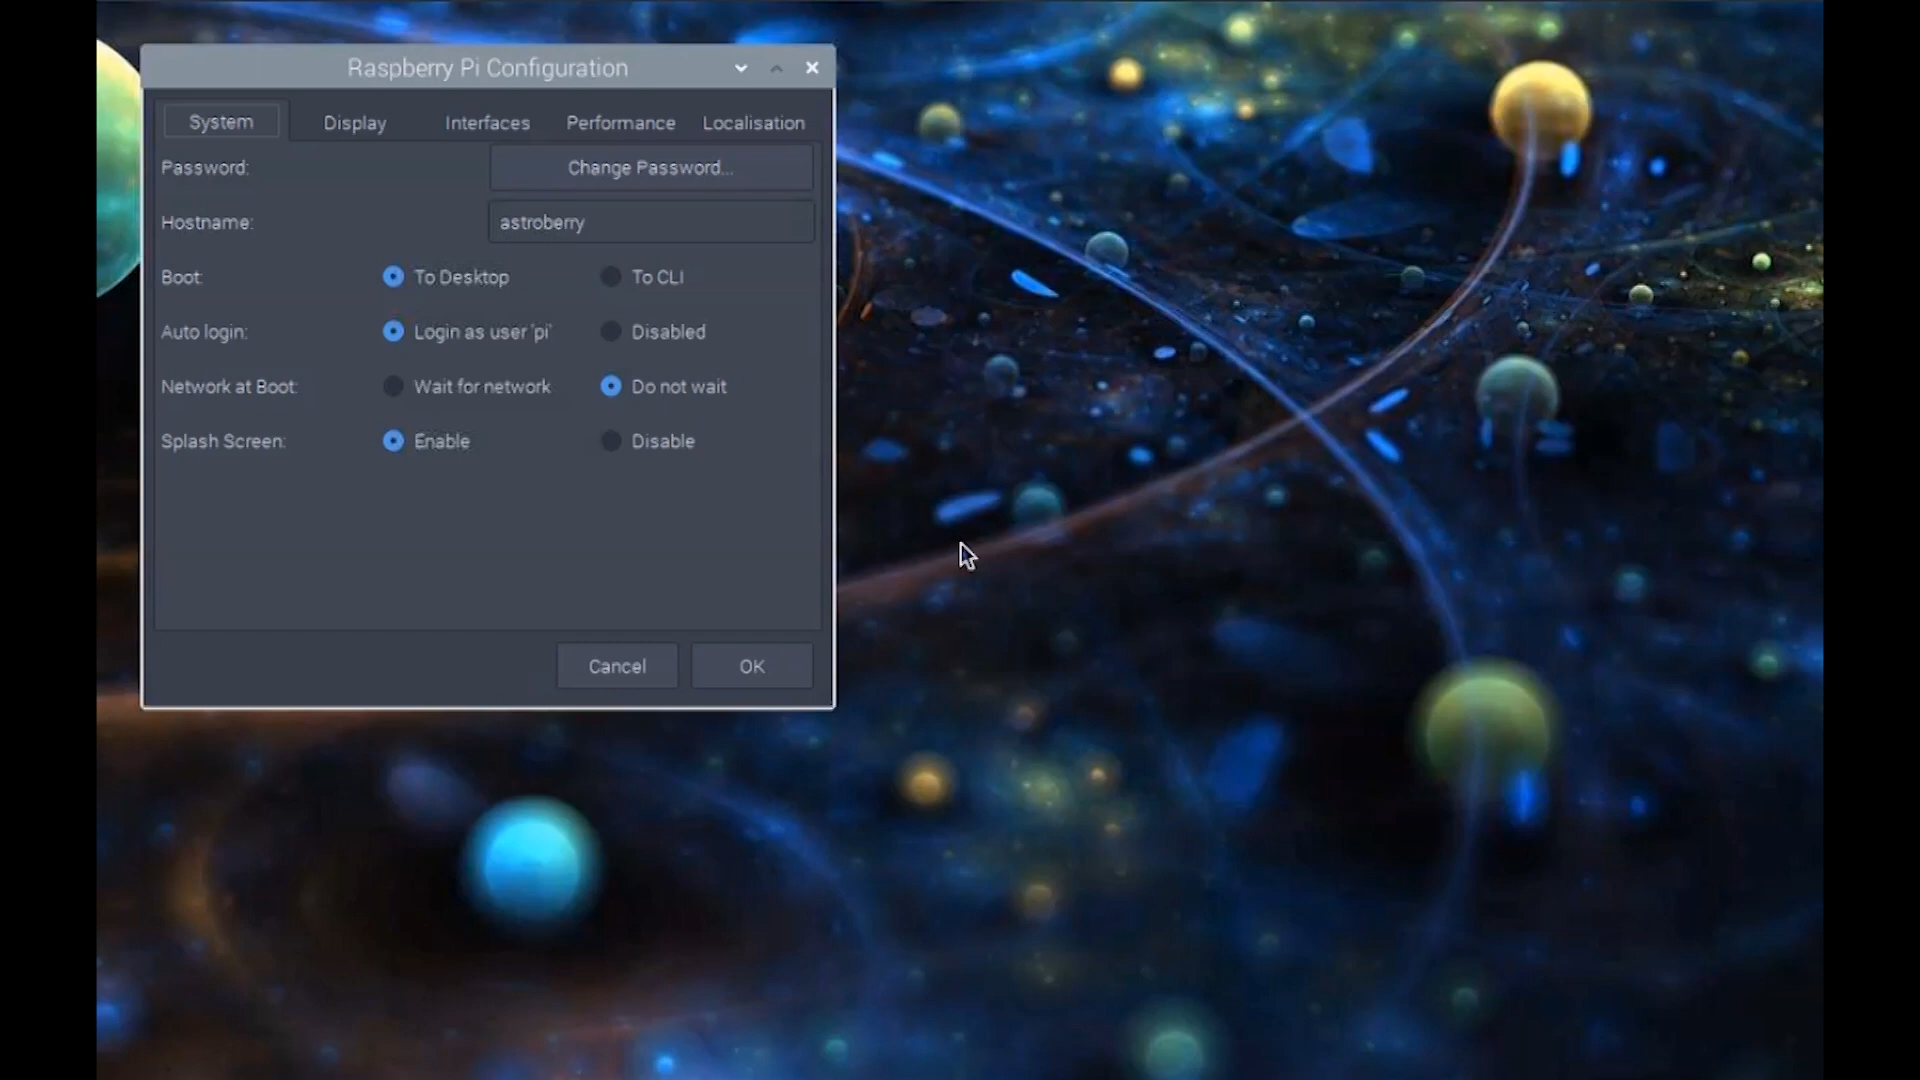 Raspberry Pi Configuration
System Display Interfaces Performance Localisation
Password: Change Password...
Hostname: astroberry
Boot: To Desktop To CLI
Auto login: Login as user 'pi' Disabled
Network at Boot: Wait for network Do not wait
Splash Screen: Enable Disable
Cancel OK